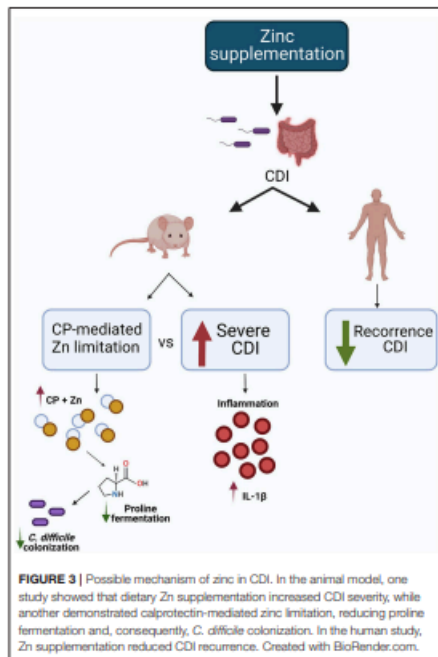 Zinc
supplementation
CDI
CP-mediated
Zn limitation
vs
Severe
CDI
Recorrence
CDI
CP + Zn
Inflammation
IL-1β
H
O
OH
NH
Proline
fermentation
C. difficile
colonization
FIGURE 3 | Possible mechanism of zinc in CDI. In the animal model, one
study showed that dietary Zn supplementation increased CDI severity, while
another demonstrated calprotectin-mediated zinc limitation, reducing proline
fermentation and, consequently, C. difficile colonization. In the human study,
Zn supplementation reduced CDI recurrence. Created with BioRender.com.